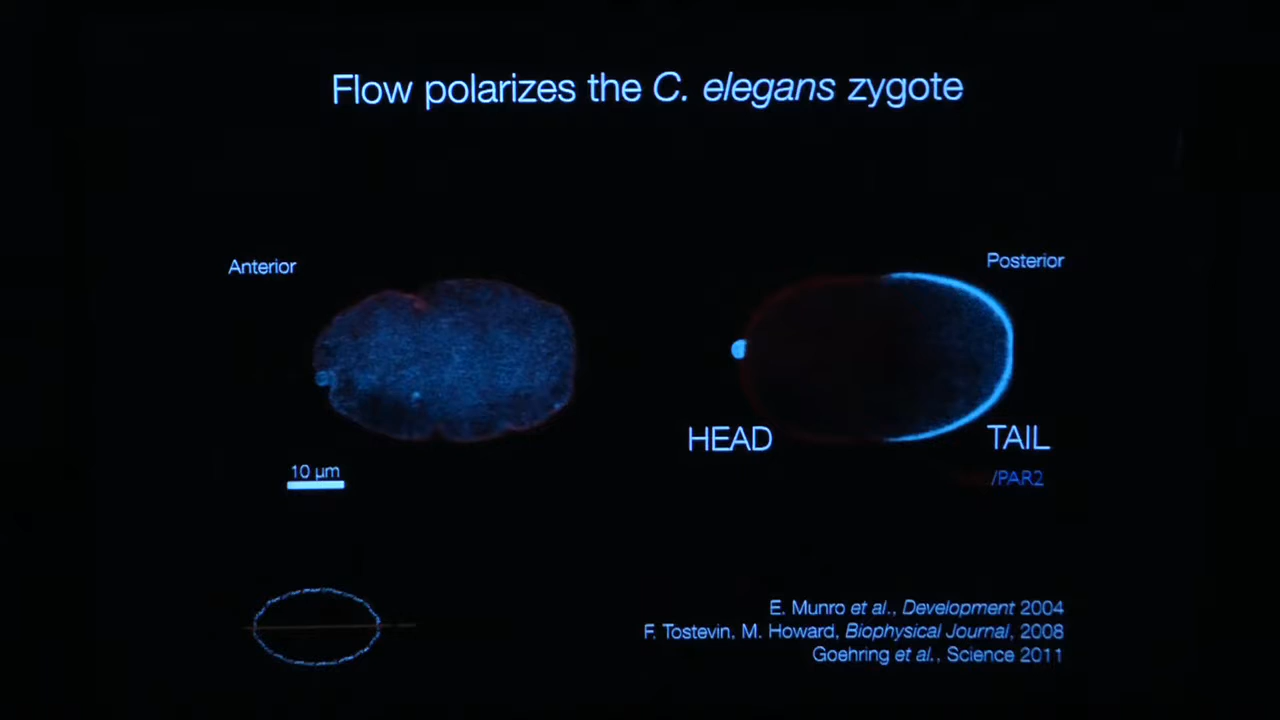 Flow polarizes the C. elegans zygote
Anterior
Posterior
HEAD
TAIL
10 µm
/PAR2
E. Munro et al., Development 2004
F. Tostevin, M. Howard, Biophysical Journal, 2008
Goehring et al., Science 2011